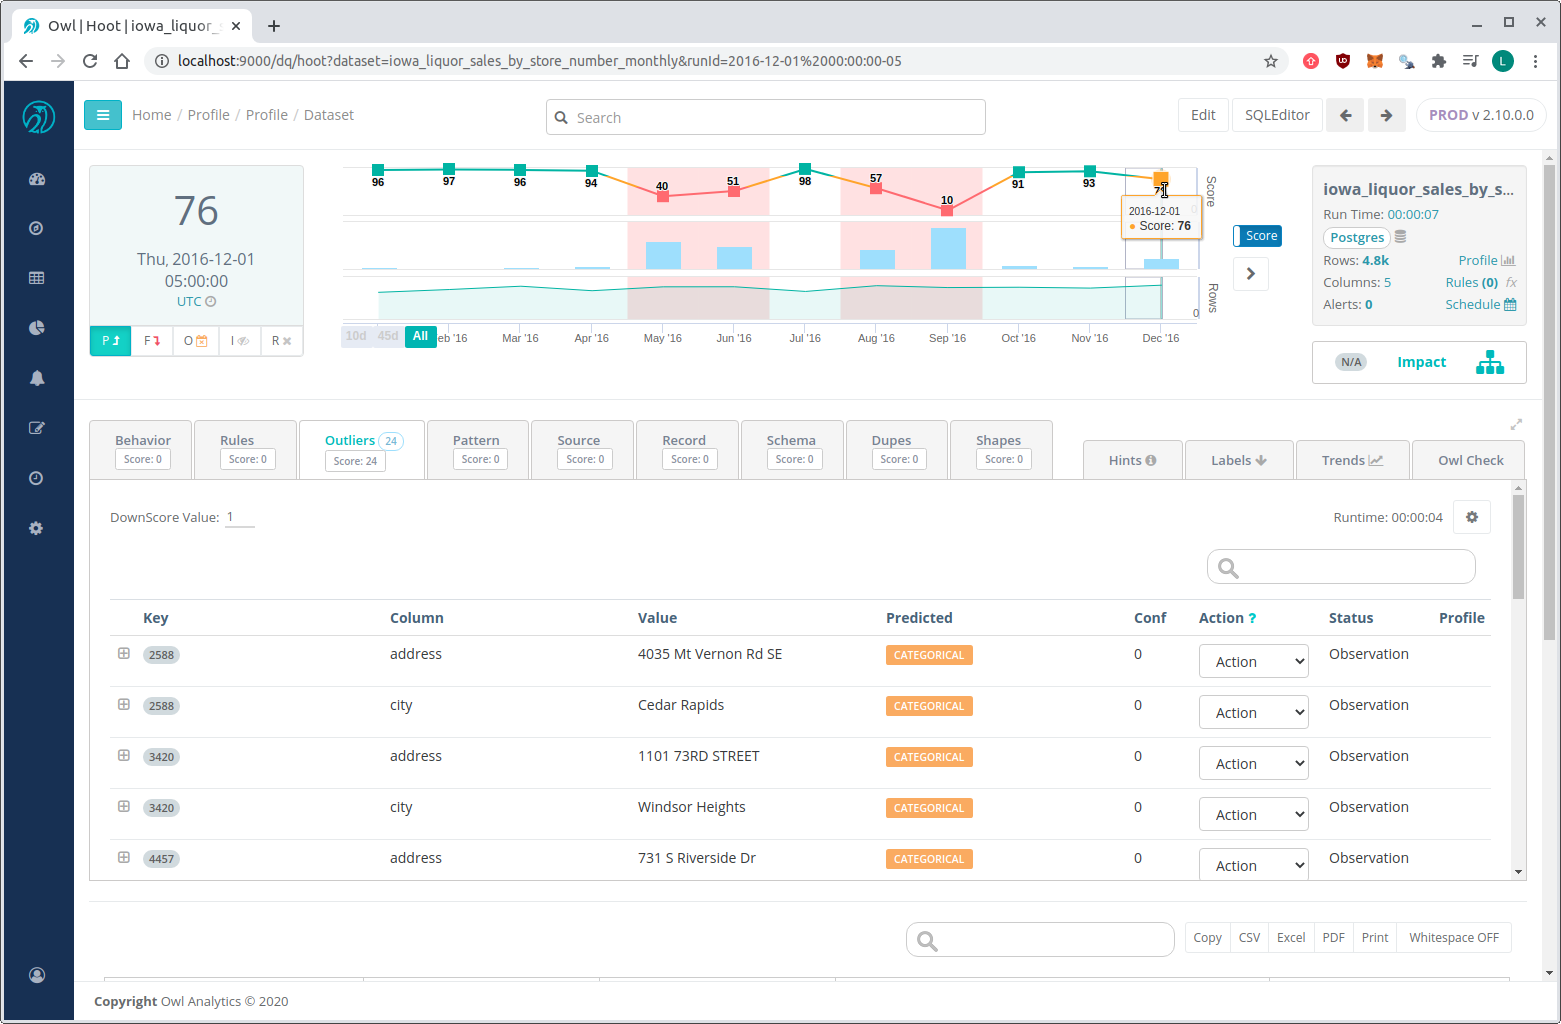 Owl | Hoot | iowa_liquor_s
localhost:9000/dq/hoot?dataset=iowa_liquor_sales_by_store_number_monthly&runId=2016-12-01%2000:00:00-05
L
Home / Profile / Profile / Dataset
Search
Edit
SQLEditor
PROD v 2.10.0.0
76
Thu, 2016-12-01
05:00:00
UTC
P
F
O
I
R
96
97
96
94
40
51
98
57
10
91
93
Score
2016-12-01
Score: 76
Rows
0
10d
45d
All
eb '16
Mar '16
Apr '16
May '16
Jun '16
Jul '16
Aug '16
Sep '16
Oct '16
Nov '16
Dec '16
Score
iowa_liquor_sales_by_s...
Run Time: 00:00:07
Postgres
Rows: 4.8k
Profile
Columns: 5
Rules (0) fx
Alerts: 0
Schedule
N/A
Impact
Behavior
Score: 0
Rules
Score: 0
Outliers 24
Score: 24
Pattern
Score: 0
Source
Score: 0
Record
Score: 0
Schema
Score: 0
Dupes
Score: 0
Shapes
Score: 0
Hints
Labels
Trends
Owl Check
DownScore Value: 1
Runtime: 00:00:04
Key Column Value Predicted Conf Action ? Status Profile
2588 address 4035 Mt Vernon Rd SE CATEGORICAL 0 Action Observation
2588 city Cedar Rapids CATEGORICAL 0 Action Observation
3420 address 1101 73RD STREET CATEGORICAL 0 Action Observation
3420 city Windsor Heights CATEGORICAL 0 Action Observation
4457 address 731 S Riverside Dr CATEGORICAL 0 Action Observation
Copy
CSV
Excel
PDF
Print
Whitespace OFF
Copyright Owl Analytics © 2020